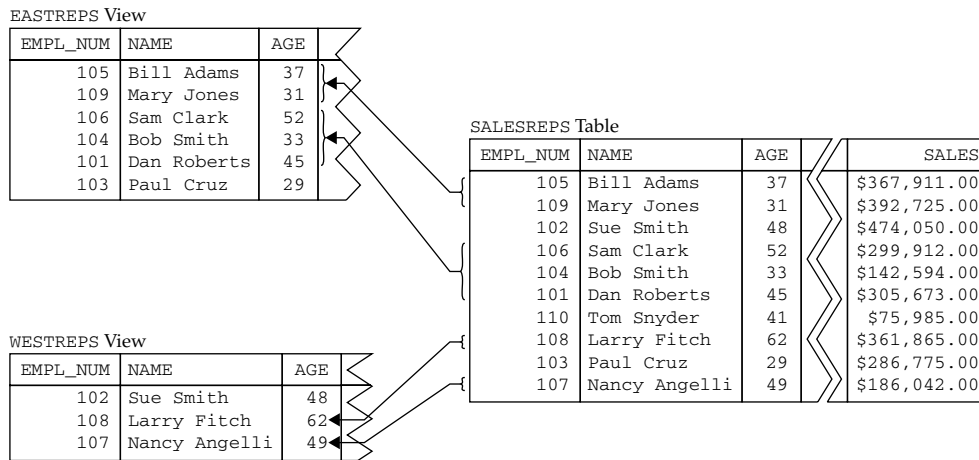 EASTREPS View
EMPL_NUM NAME AGE
105 Bill Adams 37
109 Mary Jones 31
106 Sam Clark 52
104 Bob Smith 33
101 Dan Roberts 45
103 Paul Cruz 29
SALESREPS Table
EMPL_NUM NAME AGE SALES
105 Bill Adams 37 $367,911.00
109 Mary Jones 31 $392,725.00
102 Sue Smith 48 $474,050.00
106 Sam Clark 52 $299,912.00
104 Bob Smith 33 $142,594.00
101 Dan Roberts 45 $305,673.00
110 Tom Snyder 41 $75,985.00
108 Larry Fitch 62 $361,865.00
103 Paul Cruz 29 $286,775.00
107 Nancy Angelli 49 $186,042.00
WESTREPS View
EMPL_NUM NAME AGE
102 Sue Smith 48
108 Larry Fitch 62
107 Nancy Angelli 49